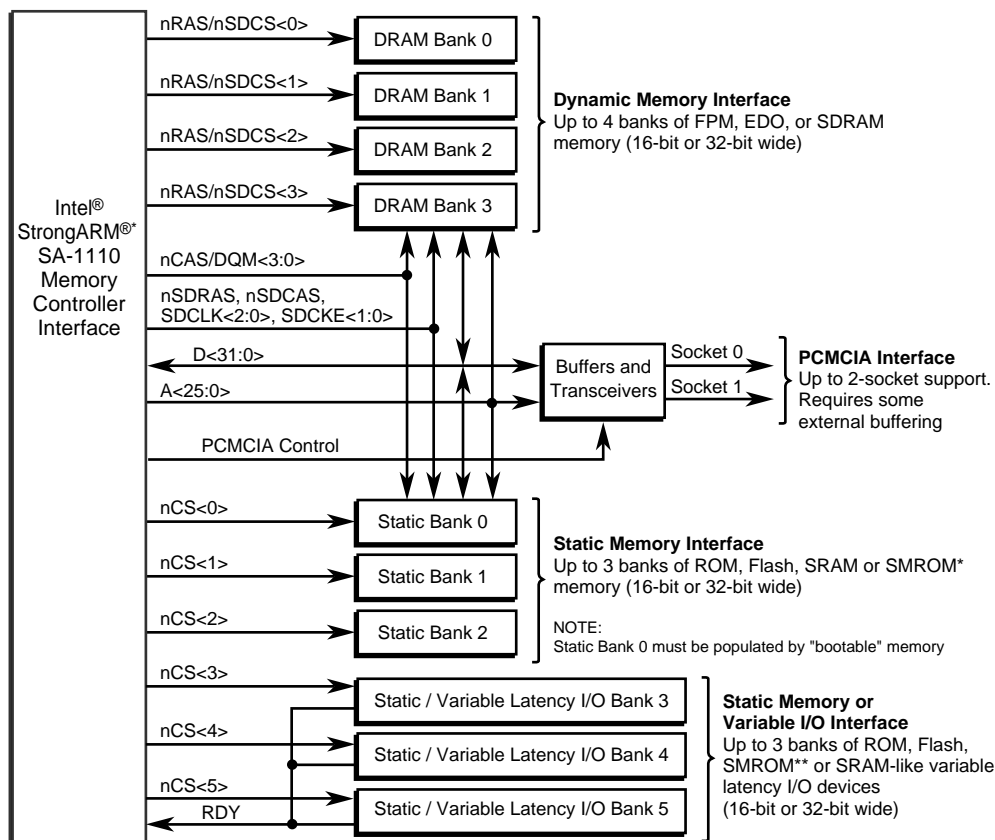 nRAS/nSDCS<0>
DRAM Bank 0
nRAS/nSDCS<1>
DRAM Bank 1
nRAS/nSDCS<2>
DRAM Bank 2
nRAS/nSDCS<3>
DRAM Bank 3
Dynamic Memory Interface
Up to 4 banks of FPM, EDO, or SDRAM
memory (16-bit or 32-bit wide)
Intel®
StrongARM®*
SA-1110
Memory
Controller
Interface
nCAS/DQM<3:0>
nSDRAS, nSDCAS,
SDCLK<2:0>, SDCKE<1:0>
D<31:0>
A<25:0>
PCMCIA Control
Buffers and
Transceivers
Socket 0
Socket 1
PCMCIA Interface
Up to 2-socket support.
Requires some
external buffering
nCS<0>
Static Bank 0
nCS<1>
Static Bank 1
nCS<2>
Static Bank 2
Static Memory Interface
Up to 3 banks of ROM, Flash, SRAM or SMROM*
memory (16-bit or 32-bit wide)
NOTE:
Static Bank 0 must be populated by "bootable" memory
nCS<3>
Static / Variable Latency I/O Bank 3
nCS<4>
Static / Variable Latency I/O Bank 4
nCS<5>
RDY
Static / Variable Latency I/O Bank 5
Static Memory or
Variable I/O Interface
Up to 3 banks of ROM, Flash,
SMROM** or SRAM-like variable
latency I/O devices
(16-bit or 32-bit wide)